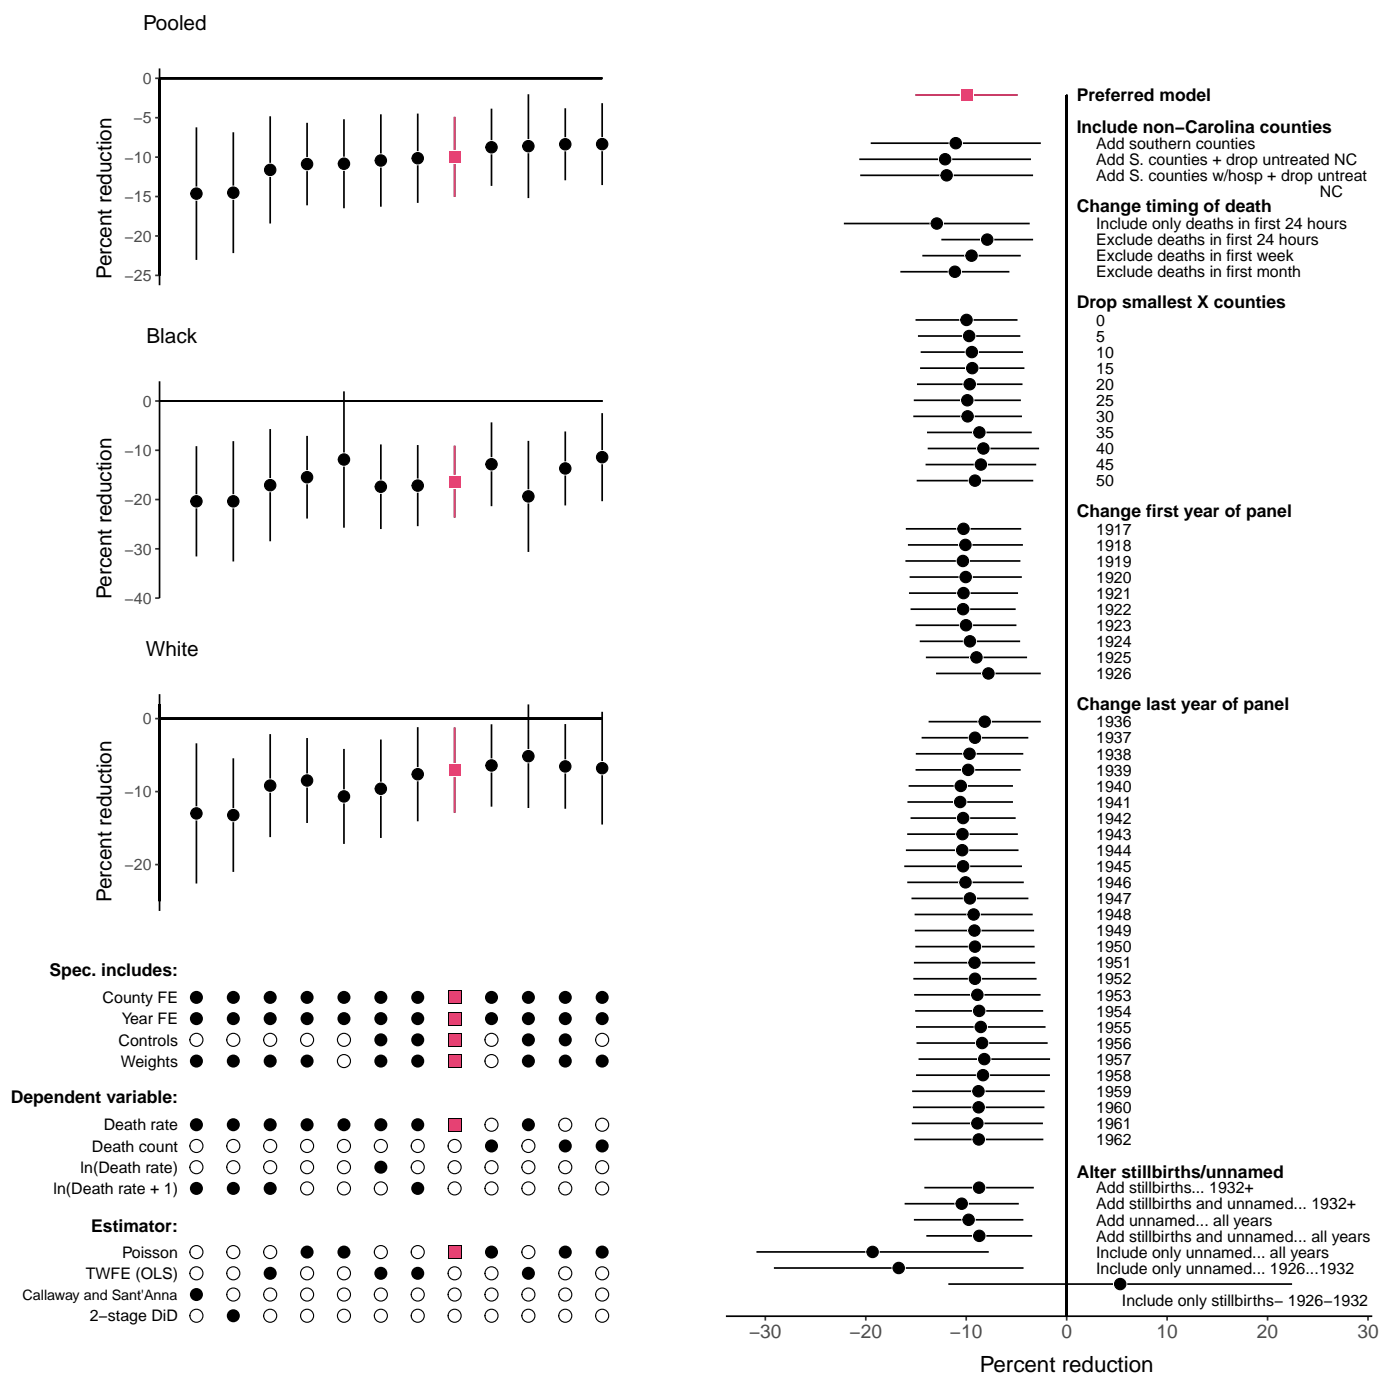 Pooled
0
−5
−10
−15
−20
−25
Percent reduction
Black
0
−10
−20
−30
−40
Percent reduction
White
0
−10
−20
Percent reduction
Spec. includes:
County FE
Year FE
Controls
Weights
Dependent variable:
Death rate
Death count
ln(Death rate)
ln(Death rate + 1)
Estimator:
Poisson
TWFE (OLS)
Callaway and Sant'Anna
2−stage DiD
Preferred model
Include non−Carolina counties
Add southern counties
Add S. counties + drop untreated NC
Add S. counties w/hosp + drop untreat
NC
Change timing of death
Include only deaths in first 24 hours
Exclude deaths in first 24 hours
Exclude deaths in first week
Exclude deaths in first month
Drop smallest X counties
0
5
10
15
20
25
30
35
40
45
50
Change first year of panel
1917
1918
1919
1920
1921
1922
1923
1924
1925
1926
Change last year of panel
1936
1937
1938
1939
1940
1941
1942
1943
1944
1945
1946
1947
1948
1949
1950
1951
1952
1953
1954
1955
1956
1957
1958
1959
1960
1961
1962
Alter stillbirths/unnamed
Add stillbirths... 1932+
Add stillbirths and unnamed... 1932+
Add unnamed... all years
Add stillbirths and unnamed... all years
Include only unnamed... all years
Include only unnamed... 1926...1932
Include only stillbirths− 1926−1932
−30 −20 −10 0 10 20 30
Percent reduction